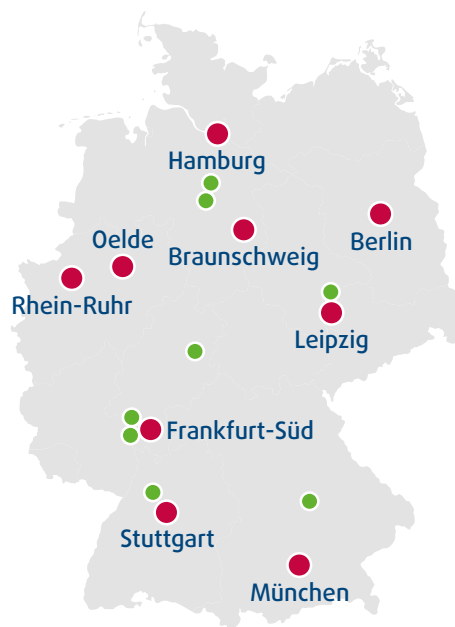 Hamburg
Oelde
Braunschweig
Berlin
Rhein-Ruhr
Leipzig
Frankfurt-Süd
Stuttgart
München